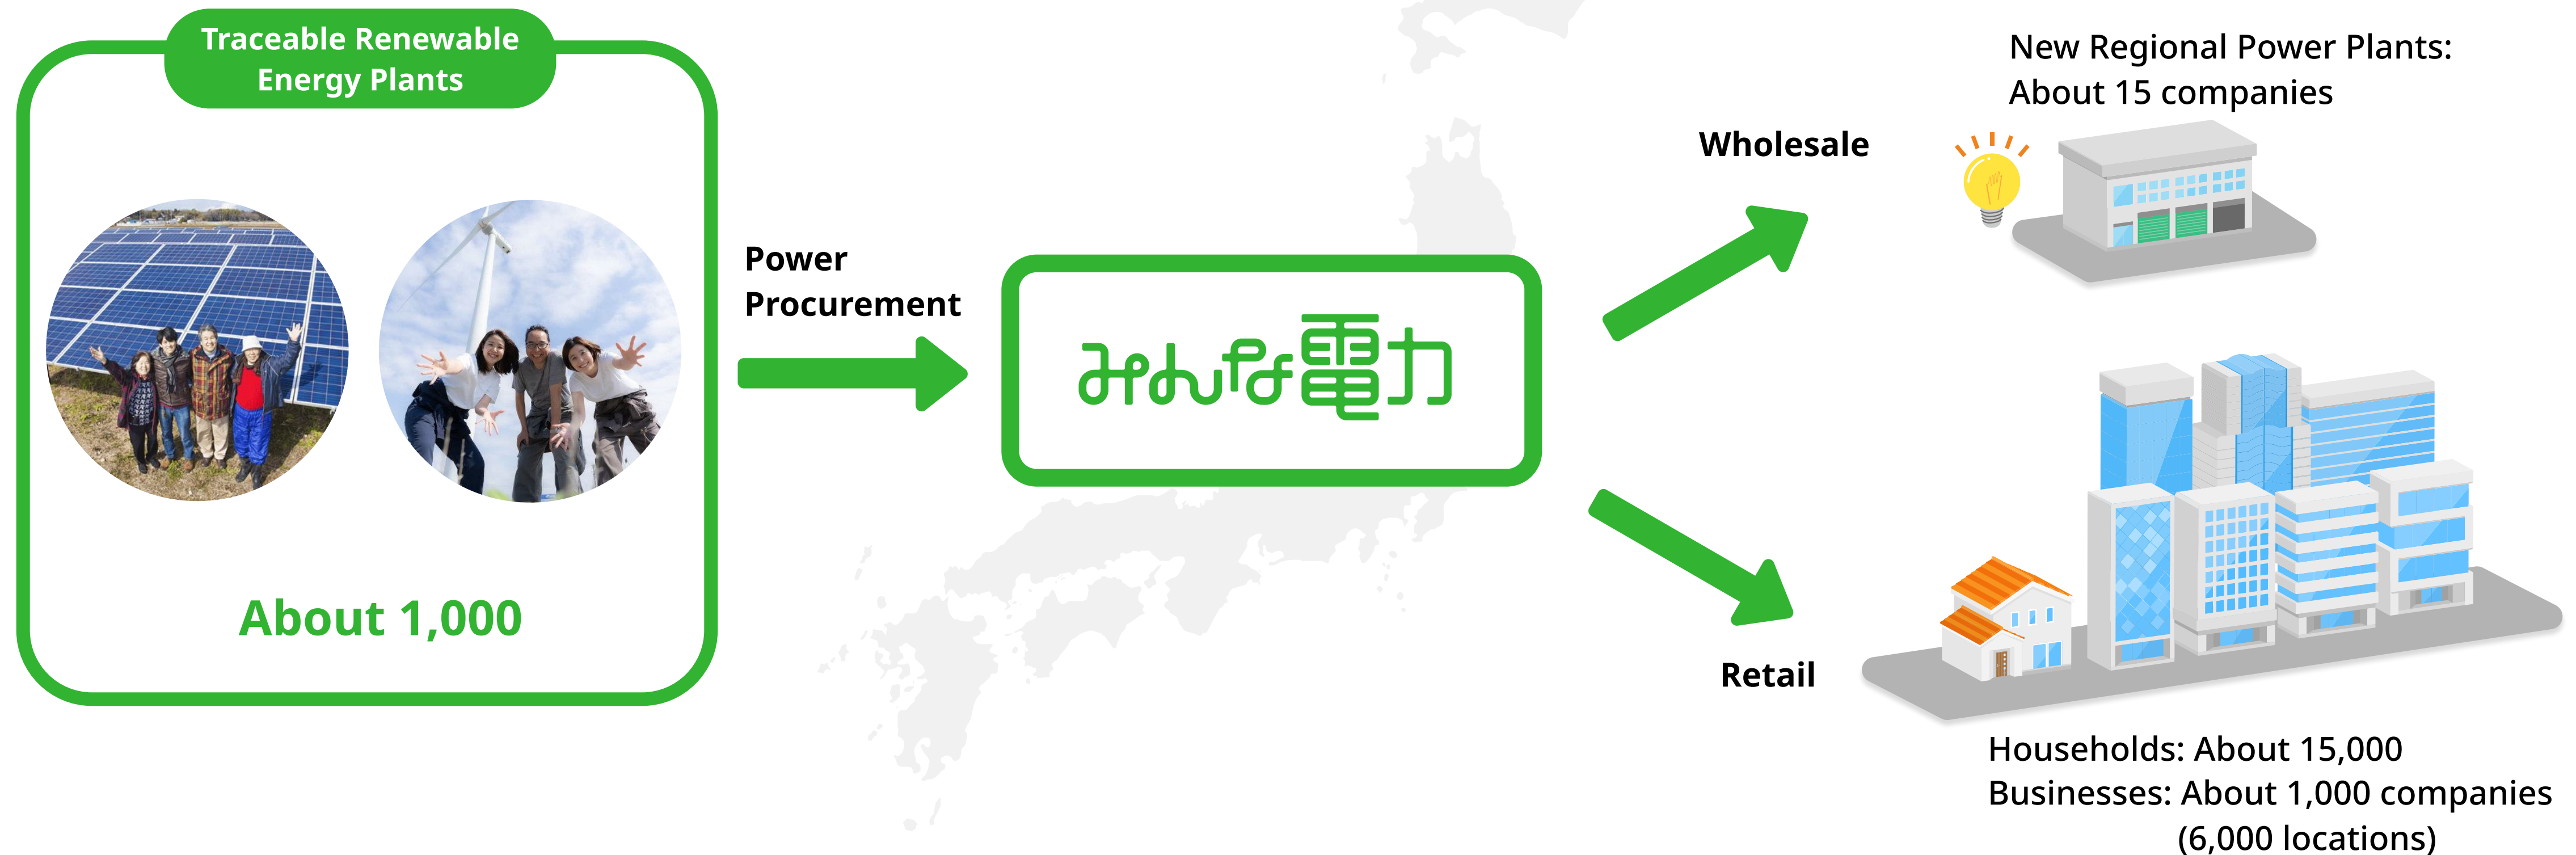 Traceable Renewable
Energy Plants
About 1,000
Power
Procurement
みんな電力
Wholesale
New Regional Power Plants:
About 15 companies
Retail
Households: About 15,000
Businesses: About 1,000 companies
(6,000 locations)